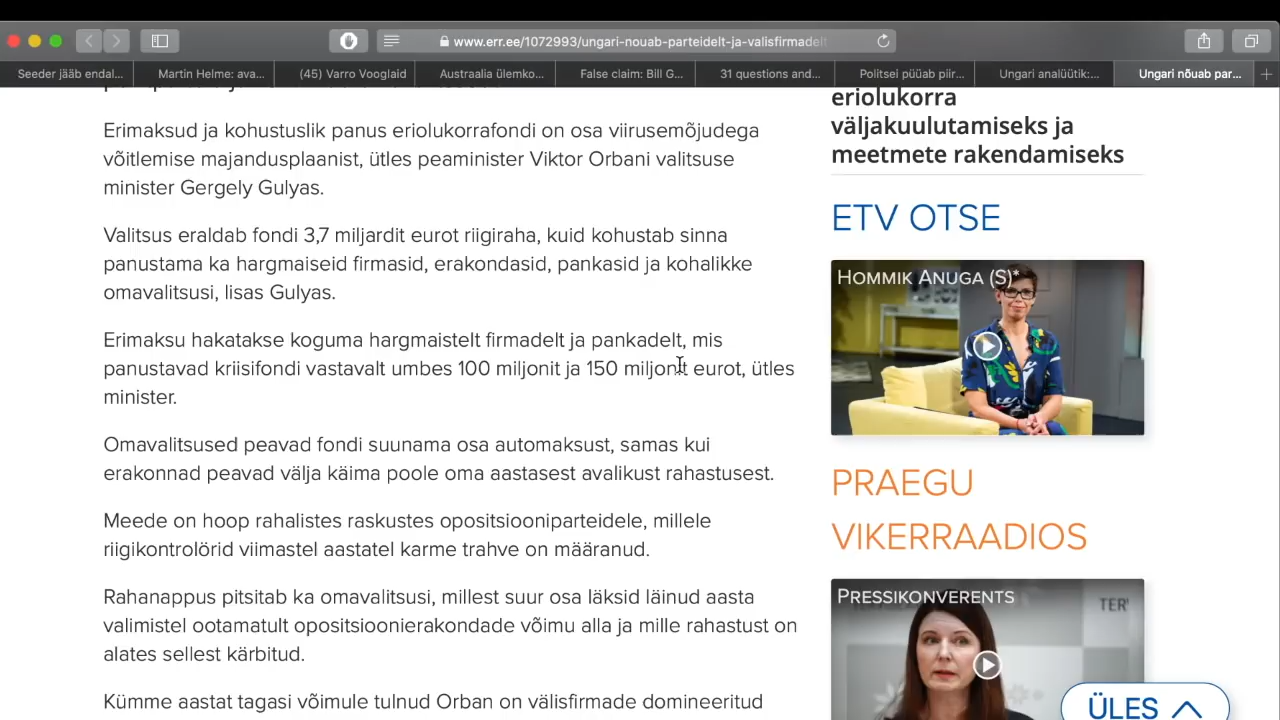 www.err.ee/1072993/ungari-nouab-parteidelt-ja-valisfirmadelt
Seeder jääb endal...
Martin Helme: ava...
(45) Varro Vooglaid
Austraalia ülemko...
False claim: Bill G...
31 questions and...
Politsei püüab piir...
Ungari analüütik:...
Ungari nõuab par...
Erimaksud ja kohustuslik panus eriolukorrafondi on osa viirusemõjudega
võitlemise majandusplaanist, ütles peaminister Viktor Orbani valitsuse
minister Gergely Gulyas.
Valitsus eraldab fondi 3,7 miljardit eurot riigiraha, kuid kohustab sinna
panustama ka hargmaiseid firmasid, erakondasid, pankasid ja kohalikke
omavalitsusi, lisas Gulyas.
Erimaksu hakatakse koguma hargmaistelt firmadelt ja pankadelt, mis
panustavad kriisifondi vastavalt umbes 100 miljonit ja 150 miljonit eurot, ütles
minister.
Omavalitsused peavad fondi suunama osa automaksust, samas kui
erakonnad peavad välja käima poole oma aastasest avalikust rahastusest.
Meede on hoop rahalistes raskustes opositsiooniparteidele, millele
riigikontrolörid viimastel aastatel karme trahve on määranud.
Rahanappus pitsitab ka omavalitsusi, millest suur osa läksid läinud aasta
valimistel ootamatult opositsioonierakondade võimu alla ja mille rahastust on
alates sellest kärbitud.
Kümme aastat tagasi võimule tulnud Orban on välisfirmade domineeritud
eriolukorra
väljakuulutamiseks ja
meetmete rakendamiseks
ETV OTSE
HOMMIK ANUGA (S)*
PRAEGU
VIKERRAADIOS
PRESSIKONVERENTS
TER
ÜLES